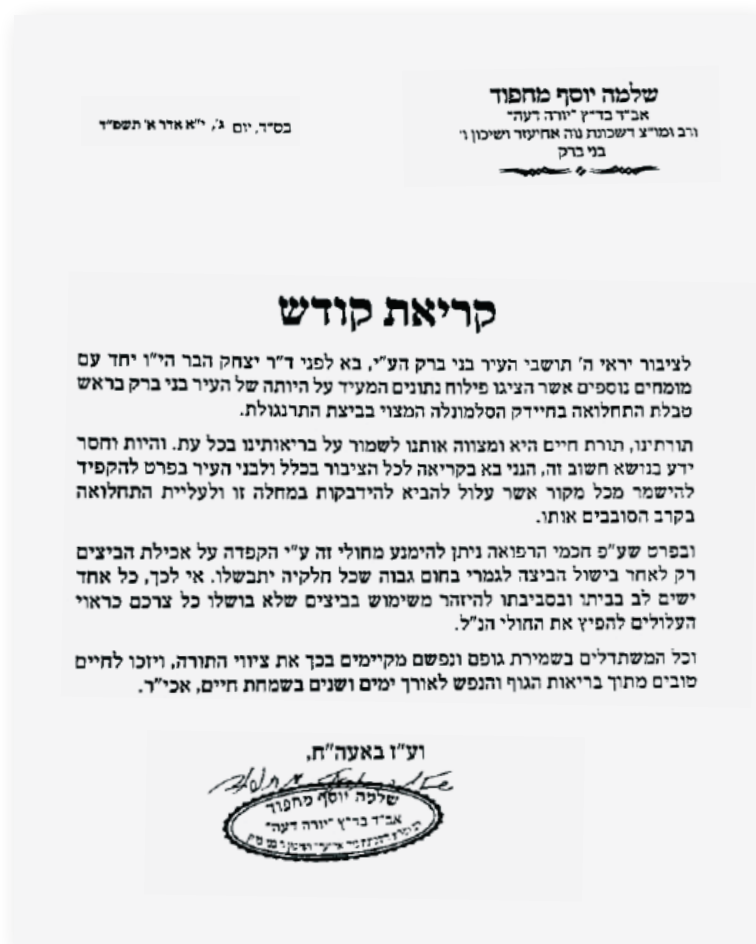 שלמה יוסף מחפוד
אב״ד בד״ץ ״יורה דעה״
ורב ומו״צ דשכונת נוה אחיעזר ושיכון ו׳
בני ברק
בס״ד, יום ג׳, י״א אדר א׳ תשפ״ד
קריאת קודש
לציבור יראי ה׳ תושבי העיר בני ברק הע״י, בא לפני ד״ר יצחק הבר הי״ו יחד עם
מומחים נוספים אשר הציגו פילוח נתונים המעיד על היותה של העיר בני ברק בראש
טבלת התחלואה בחיידק הסלמונלה המצוי בביצת התרנגולת.
תורתינו, תורת חיים היא ומצווה אותנו לשמור על בריאותינו בכל עת. והיות וחסר
ידע בנושא חשוב זה, הנני בא בקריאה לכל הציבור בכלל ולבני העיר בפרט להקפיד
להישמר מכל מקור אשר עלול להביא להידבקות במחלה זו ולעליית התחלואה
בקרב הסובבים אותו.
ובפרט שע״פ חכמי הרפואה ניתן להימנע מחולי זה ע״י הקפדה על אכילת הביצים
רק לאחר בישול הביצה לגמרי בחום גבוה שכל חלקיה יתבשלו. אי לכך, כל אחד
ישים לב בביתו ובסביבתו להיזהר משימוש בביצים שלא בושלו כל צרכם כראוי
העלולים להפיץ את החולי הנ״ל.
וכל המשתדלים בשמירת גופם ונפשם מקיימים בכך את ציווי התורה, ויזכו לחיים
טובים מתוך בריאות הגוף והנפש לאורך ימים ושנים בשמחת חיים, אכי״ר.
וע״ז באעה״ח,
שלמה יוסף מחפוד
שלמה יוסף מחפוד
אב״ד בד״ץ ״יורה דעה״